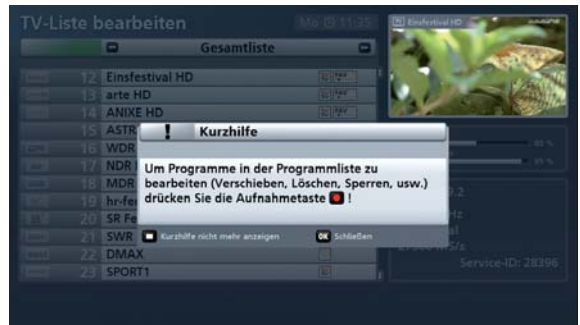 TV-Liste bearbeiten
Mo 11:35
Einsfestival HD
Gesamtliste
12 Einsfestival HD
13 arte HD
14 ANIXE HD
15 ASTR
16 WDR
17 NDR
18 MDR
19 hr-fer
20 SR Fe
21 SWR
22 DMAX
23 SPORT1
! Kurzhilfe
Um Programme in der Programmliste zu
bearbeiten (Verschieben, Löschen, Sperren, usw.)
drücken Sie die Aufnahmetaste !
Kurzhilfe nicht mehr anzeigen
OK Schließen
Service-ID: 28396